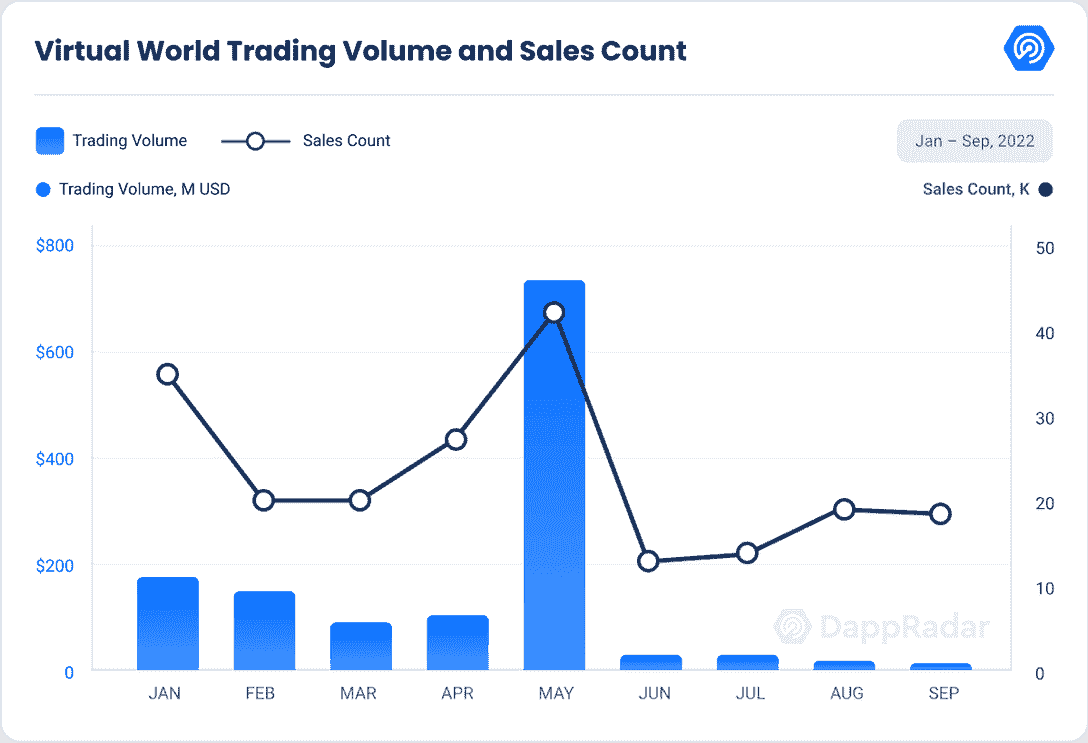 Virtual World Trading Volume and Sales Count
Trading Volume
Sales Count
Jan – Sep, 2022
Trading Volume, M USD
Sales Count, K
$800
50
$600
40
30
$400
20
$200
10
DappRadar
0
0
JAN FEB MAR APR MAY JUN JUL AUG SEP